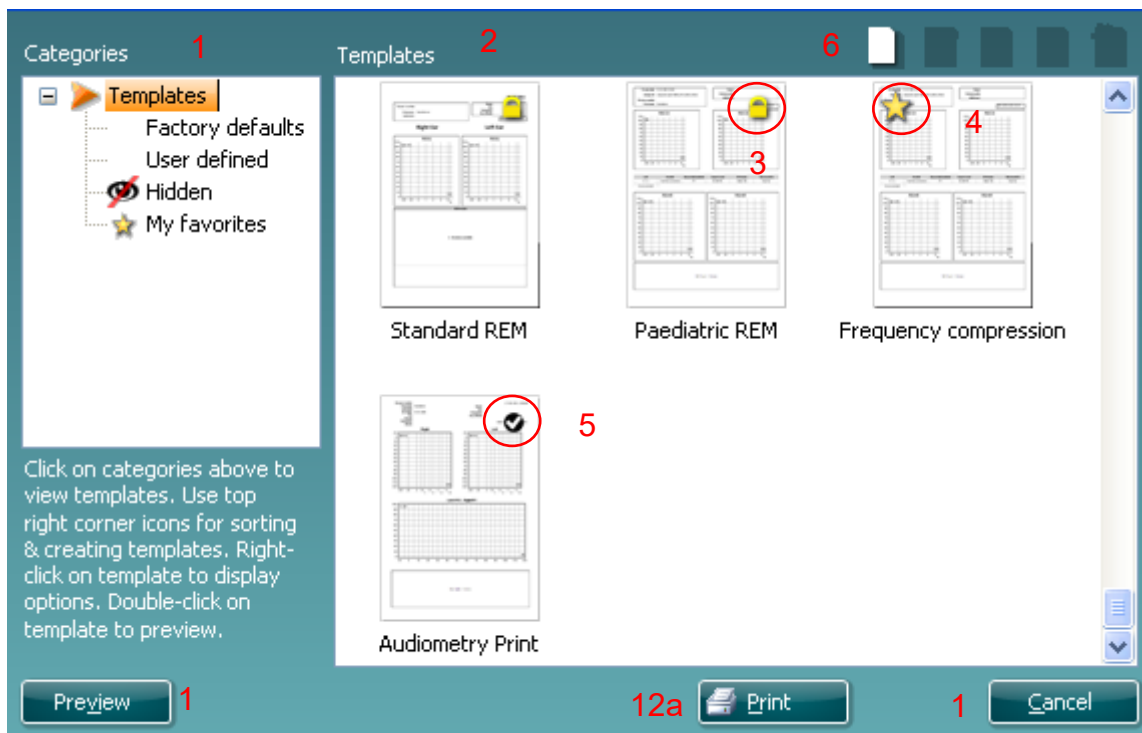 Categories 1
Templates 2
6
Templates
Factory defaults
User defined
Hidden
My favorites
3
4
Standard REM
Paediatric REM
Frequency compression
5
Audiometry Print
Click on categories above to
view templates. Use top
right corner icons for sorting
& creating templates. Right-
click on template to display
options. Double-click on
template to preview.
Preview 1
12a Print
1 Cancel